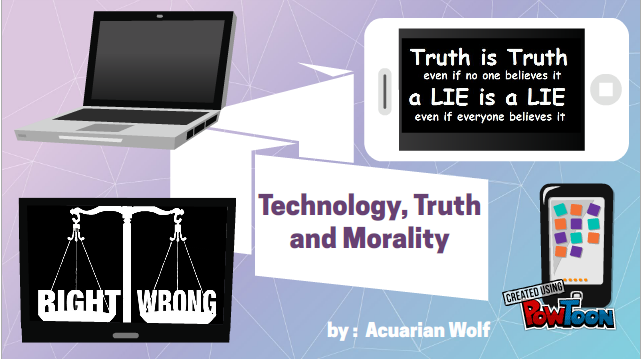 Truth is Truth
even if no one believes it
a LIE is a LIE
even if everyone believes it
Technology, Truth
and Morality
RIGHT WRONG
CREATED USING
POWTOON
by : Acuarian Wolf